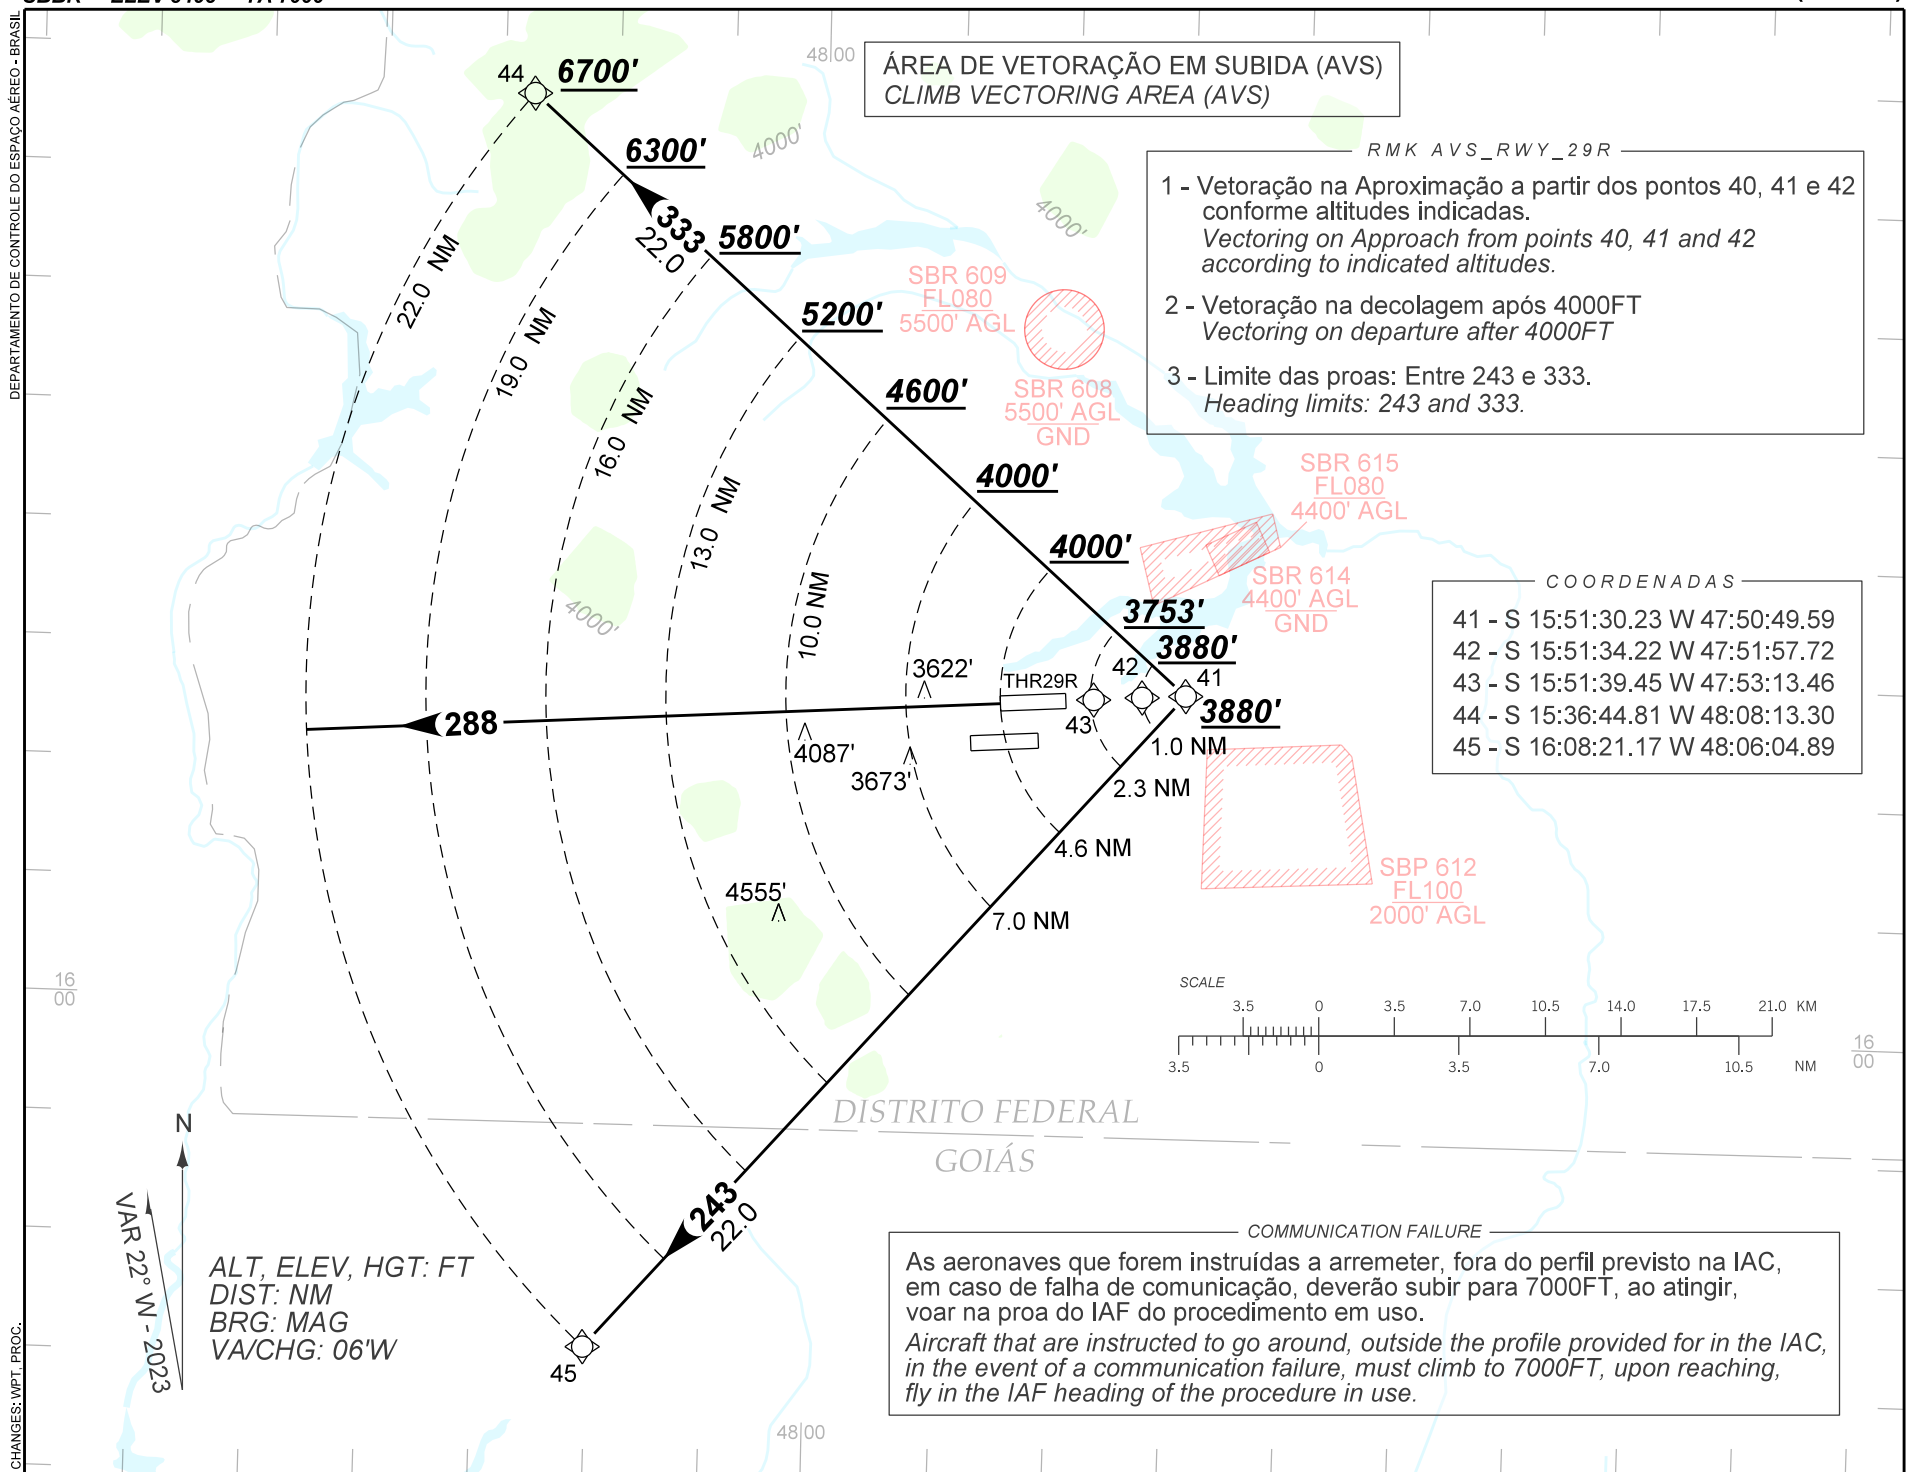 DEPARTAMENTO DE CONTROLE DO ESPAÇO AÉREO - BRASIL
CHANGES: WPT, PROC.
48 00
ÁREA DE VETORAÇÃO EM SUBIDA (AVS)
CLIMB VECTORING AREA (AVS)
RMK AVS_RWY_29R
1 - Vetoração na Aproximação a partir dos pontos 40, 41 e 42
conforme altitudes indicadas.
Vectoring on Approach from points 40, 41 and 42
according to indicated altitudes.
2 - Vetoração na decolagem após 4000FT
Vectoring on departure after 4000FT
3 - Limite das proas: Entre 243 e 333.
Heading limits: 243 and 333.
44
6700'
6300'
333
22.0
5800'
5200'
4600'
4000'
4000'
3753'
3880'
42
41
3880'
43
THR29R
4000'
4000'
4000'
22.0 NM
19.0 NM
16.0 NM
13.0 NM
10.0 NM
SBR 609
FL080
5500' AGL
SBR 608
5500' AGL
GND
SBR 615
FL080
4400' AGL
SBR 614
4400' AGL
GND
COORDENADAS
41 - S 15:51:30.23 W 47:50:49.59
42 - S 15:51:34.22 W 47:51:57.72
43 - S 15:51:39.45 W 47:53:13.46
44 - S 15:36:44.81 W 48:08:13.30
45 - S 16:08:21.17 W 48:06:04.89
3622'
288
4087'
3673'
1.0 NM
2.3 NM
4.6 NM
7.0 NM
4555'
SBP 612
FL100
2000' AGL
16
00
16
00
SCALE
3.5 0 3.5 7.0 10.5 14.0 17.5 21.0 KM
3.5 0 3.5 7.0 10.5 NM
DISTRITO FEDERAL
GOIÁS
243
22.0
45
N
VAR 22° W - 2023
ALT, ELEV, HGT: FT
DIST: NM
BRG: MAG
VA/CHG: 06'W
COMMUNICATION FAILURE
As aeronaves que forem instruídas a arremeter, fora do perfil previsto na IAC,
em caso de falha de comunicação, deverão subir para 7000FT, ao atingir,
voar na proa do IAF do procedimento em uso.
Aircraft that are instructed to go around, outside the profile provided for in the IAC,
in the event of a communication failure, must climb to 7000FT, upon reaching,
fly in the IAF heading of the procedure in use.
48 00